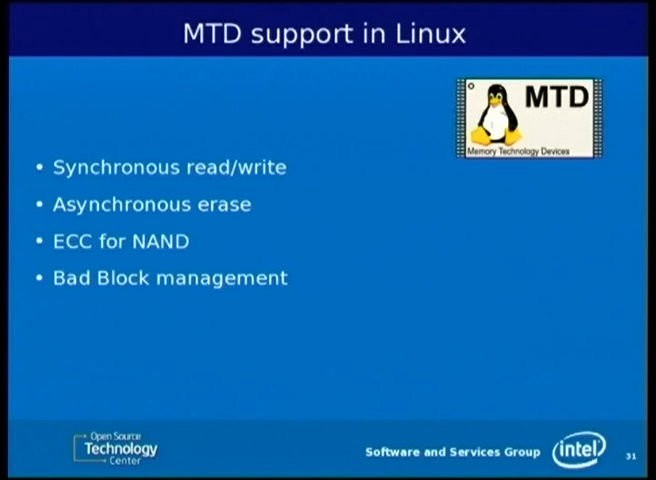 MTD support in Linux
MTD
Memory Technology Devices
• Synchronous read/write
• Asynchronous erase
• ECC for NAND
• Bad Block management
Open Source
Technology
Center
Software and Services Group
intel
31